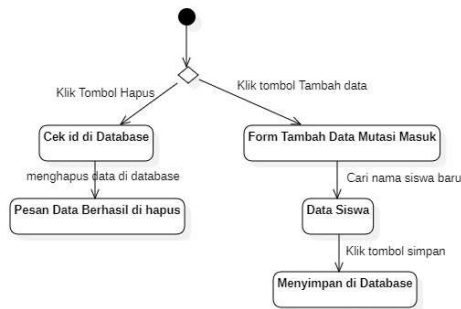 Klik Tombol Hapus
Klik tombol Tambah data
Cek id di Database
Form Tambah Data Mutasi Masuk
menghapus data di database
Cari nama siswa baru
Pesan Data Berhasil di hapus
Data Siswa
Klik tombol simpan
Menyimpan di Database